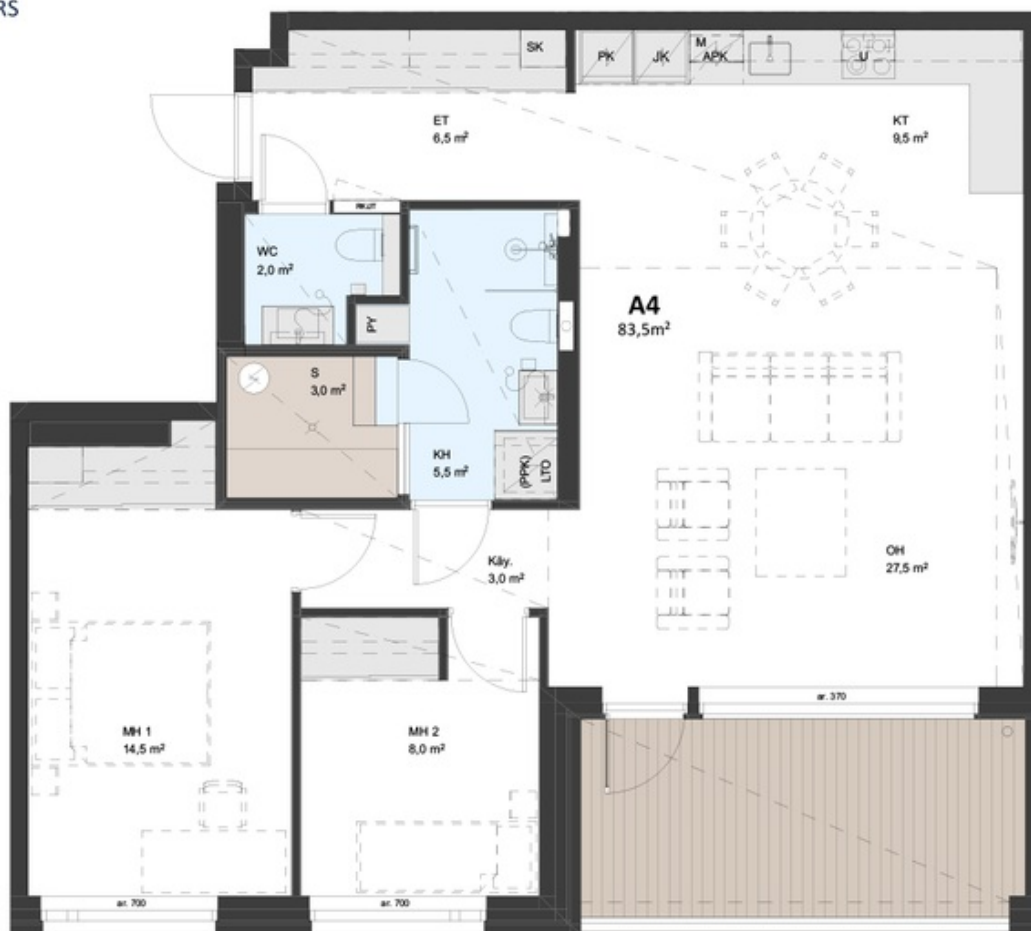 RS
SK
PK
JK
M
APK
U
ET
6,5 m²
KT
9,5 m²
RK/JT
WC
2,0 m²
PY
A4
83,5m²
S
3,0 m²
KH
5,5 m²
(PPK)
LTO
Käy.
3,0 m²
OH
27,5 m²
ar. 370
MH 1
14,5 m²
MH 2
8,0 m²
ar. 700
ar. 700